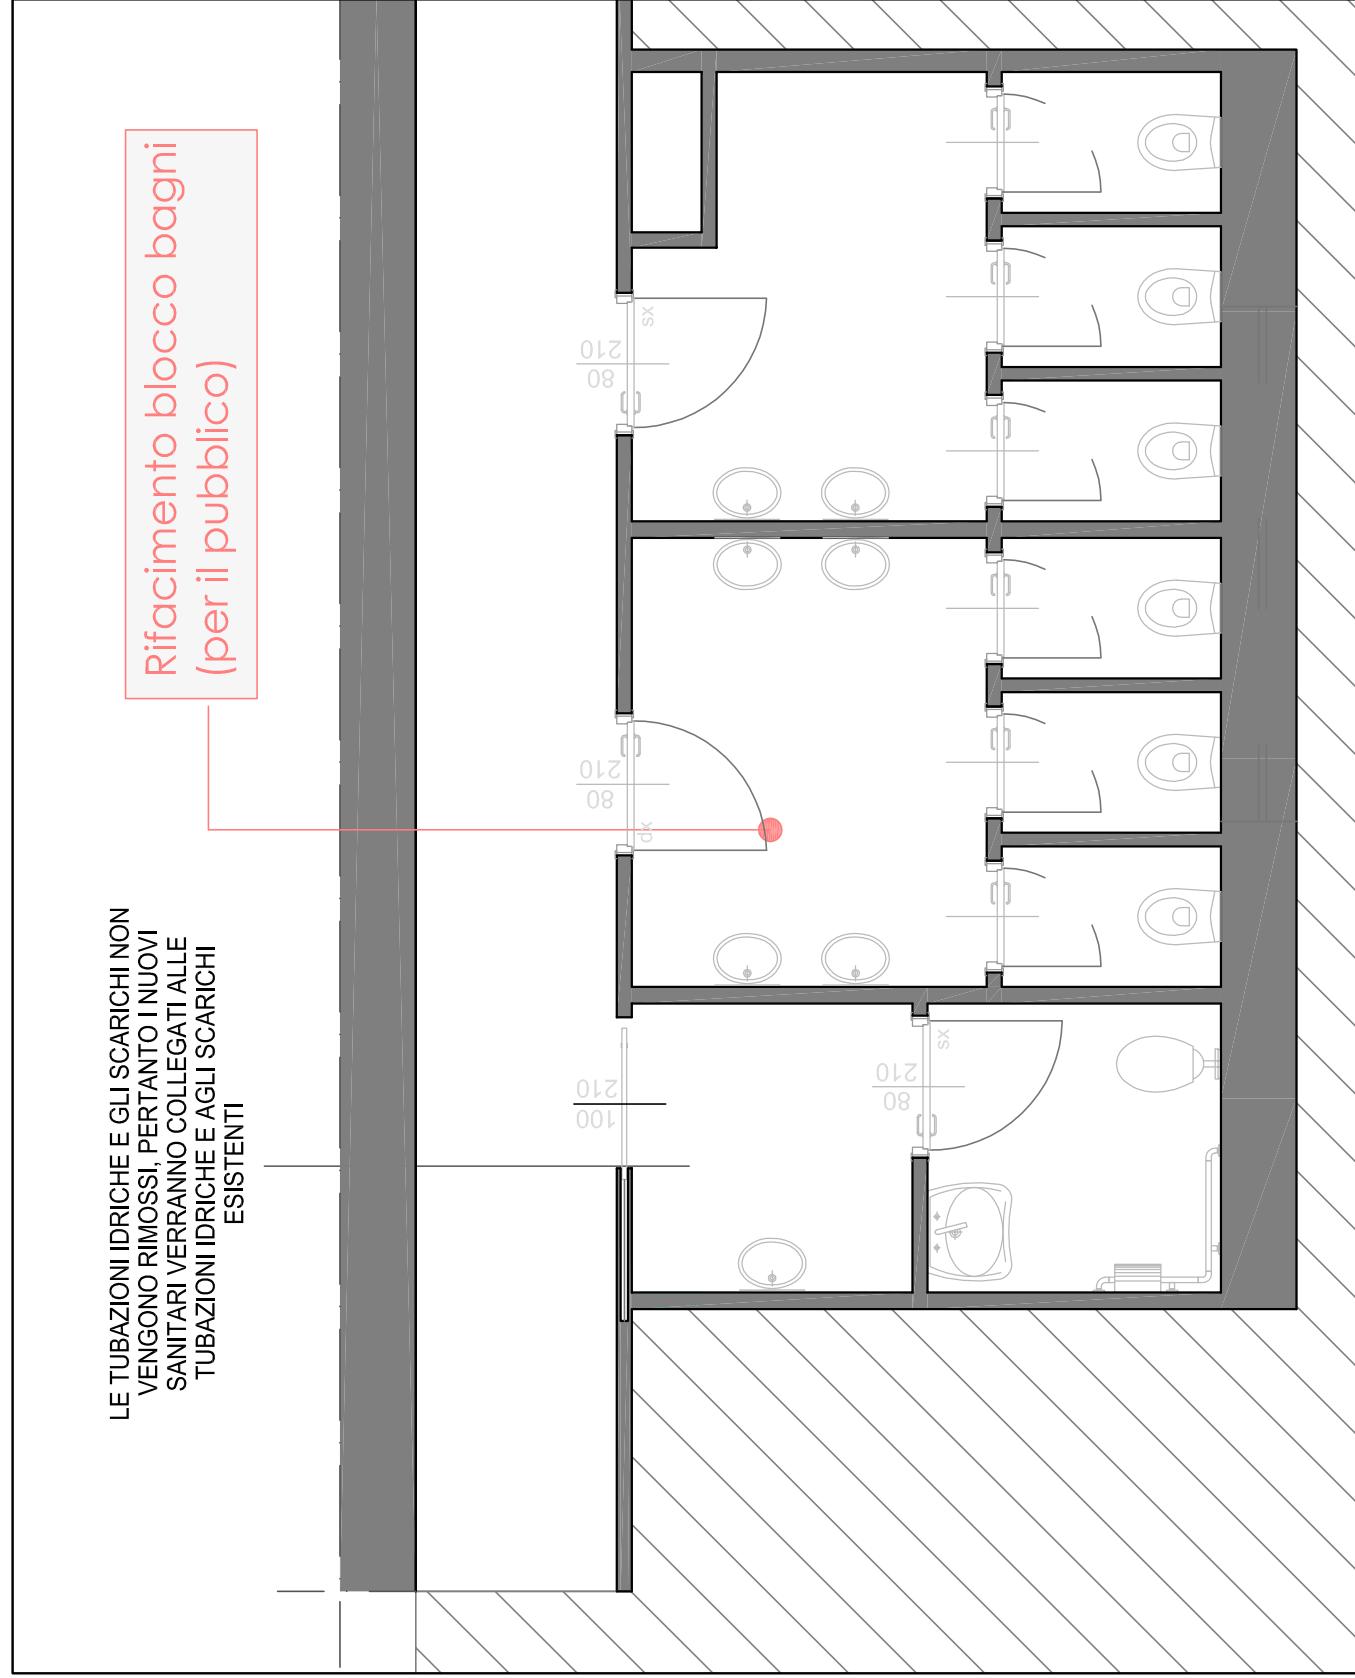 Rifacimento blocco bagni
(per il pubblico)
LE TUBAZIONI IDRICHE E GLI SCARICHI NON
VENGONO RIMOSSI, PERTANTO I NUOVI
SANITARI VERRANNO COLLEGATI ALLE
TUBAZIONI IDRICHE E AGLI SCARICHI
ESISTENTI
80
210
sx
80
210
dx
100
210
80
210
sx